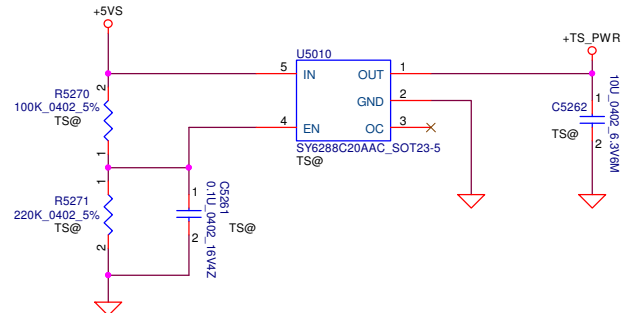 +5VS
+TS_PWR
U5010
5
IN
OUT
1
GND
2
4
EN
OC
3
SY6288C20AAC_SOT23-5
TS@
2
R5270
100K_0402_5%
TS@
1
1
R5271
220K_0402_5%
TS@
2
1
C5261
0.1U_0402_16V4Z
TS@
2
1
C5262
10U_0402_6.3V6M
TS@
2